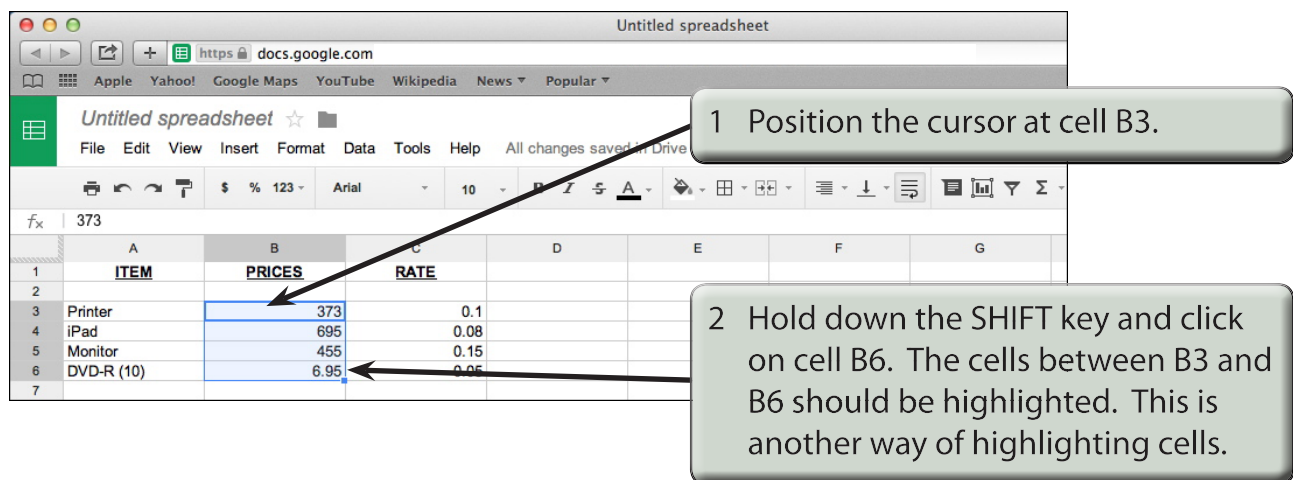 Untitled spreadsheet
https docs.google.com
Apple Yahoo! Google Maps YouTube Wikipedia News ▾ Popular ▾
Untitled spreadsheet
File Edit View Insert Format Data Tools Help All changes saved in Drive
$ % 123 Arial 10 B I S A Σ
fx 373
A B C D E F G
1 ITEM PRICES RATE
2
3 Printer 373 0.1
4 iPad 695 0.08
5 Monitor 455 0.15
6 DVD-R (10) 6.95 0.05
7
1 Position the cursor at cell B3.
2 Hold down the SHIFT key and click
on cell B6. The cells between B3 and
B6 should be highlighted. This is
another way of highlighting cells.